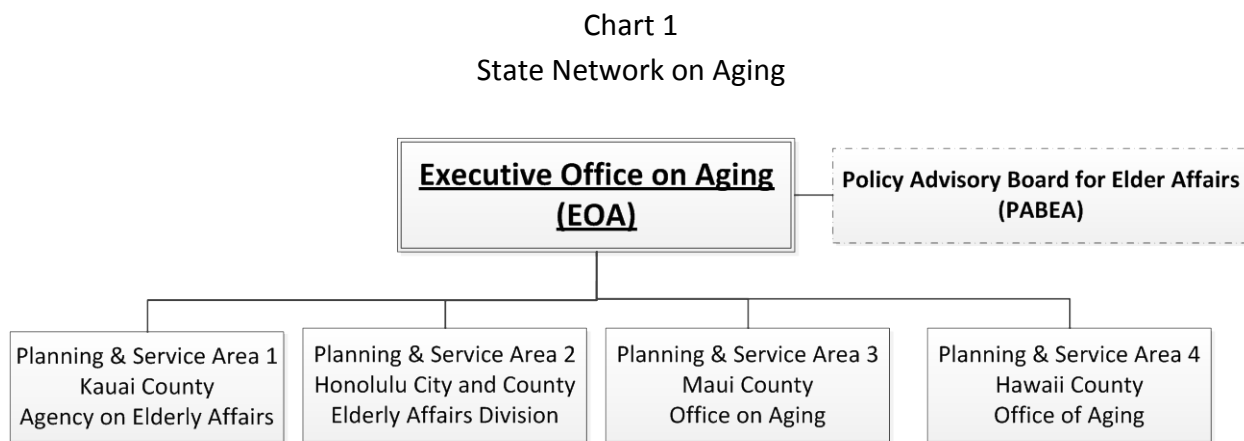 Chart 1
State Network on Aging
Executive Office on Aging
(EOA)
Policy Advisory Board for Elder Affairs
(PABEA)
Planning & Service Area 1
Kauai County
Agency on Elderly Affairs
Planning & Service Area 2
Honolulu City and County
Elderly Affairs Division
Planning & Service Area 3
Maui County
Office on Aging
Planning & Service Area 4
Hawaii County
Office of Aging